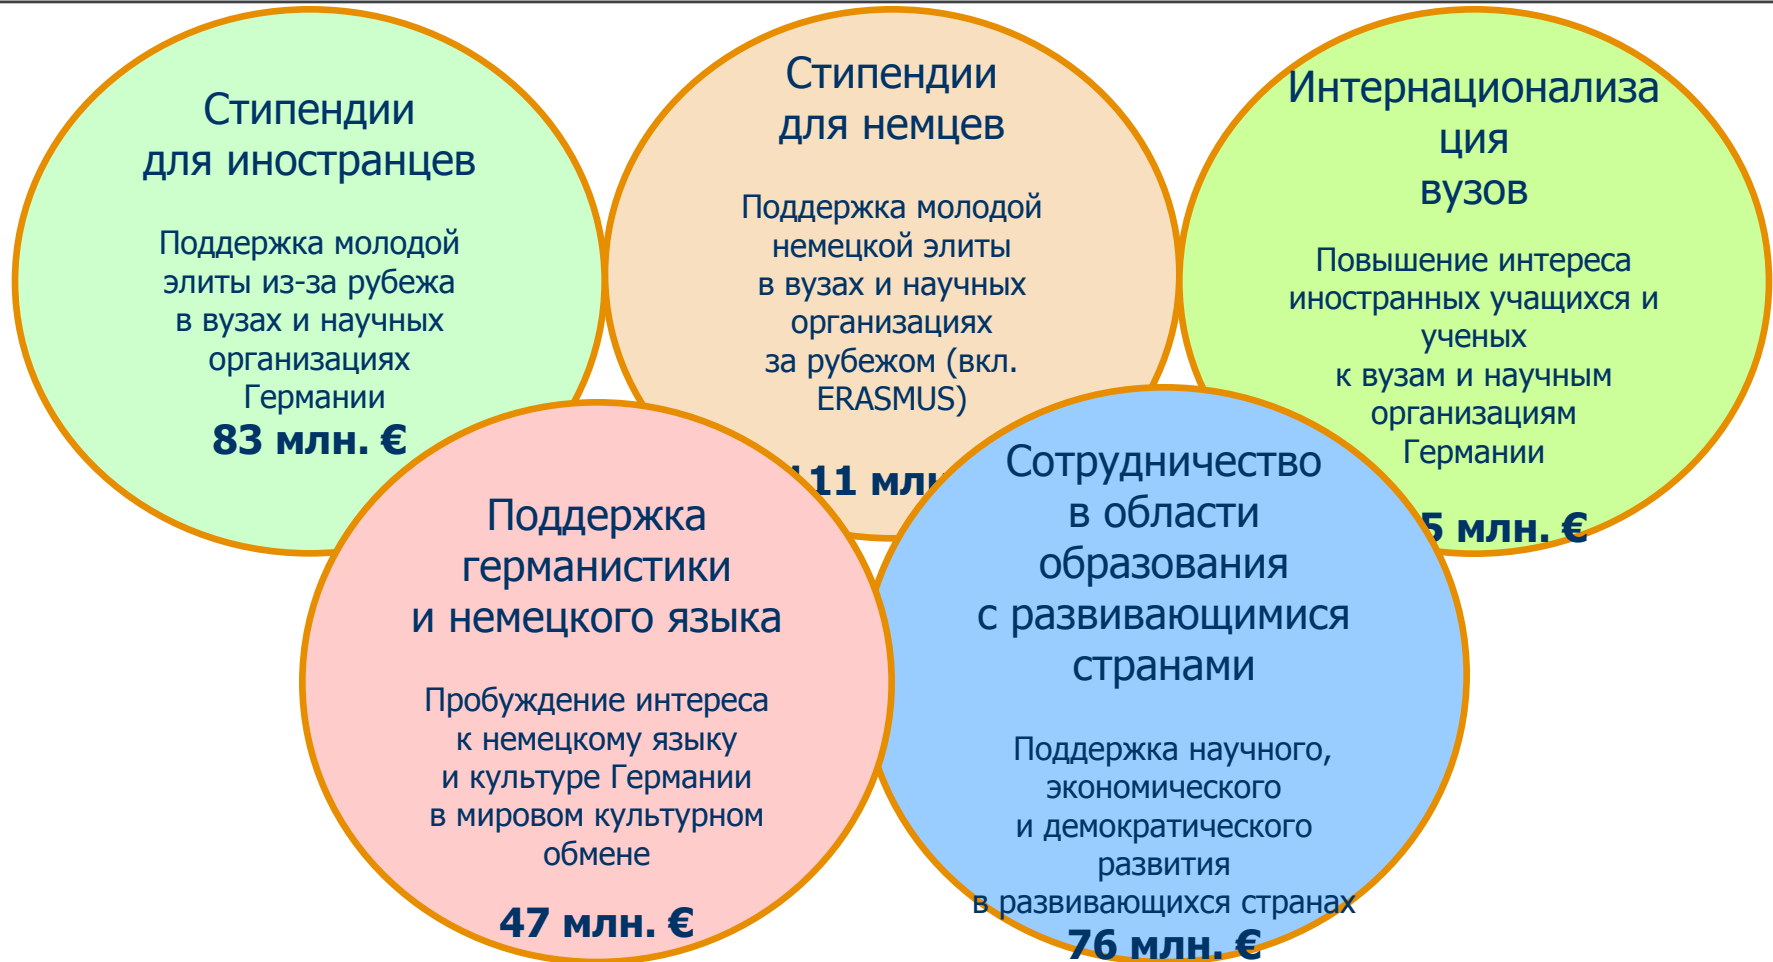 Стипендии
для иностранцев
Поддержка молодой
элиты из-за рубежа
в вузах и научных
организациях
Германии
83 млн. €
Стипендии
для немцев
Поддержка молодой
немецкой элиты
в вузах и научных
организациях
за рубежом (вкл.
ERASMUS)
Интернационализа
ция
вузов
Повышение интереса
иностранных учащихся и
ученых
к вузам и научным
организациям
Германии
млн. €
Поддержка
германистики
и немецкого языка
Пробуждение интереса
к немецкому языку
и культуре Германии
в мировом культурном
обмене
47 млн. €
Сотрудничество
в области
образования
с развивающимися
странами
Поддержка научного,
экономического
и демократического
развития
в развивающихся странах
76 млн. €